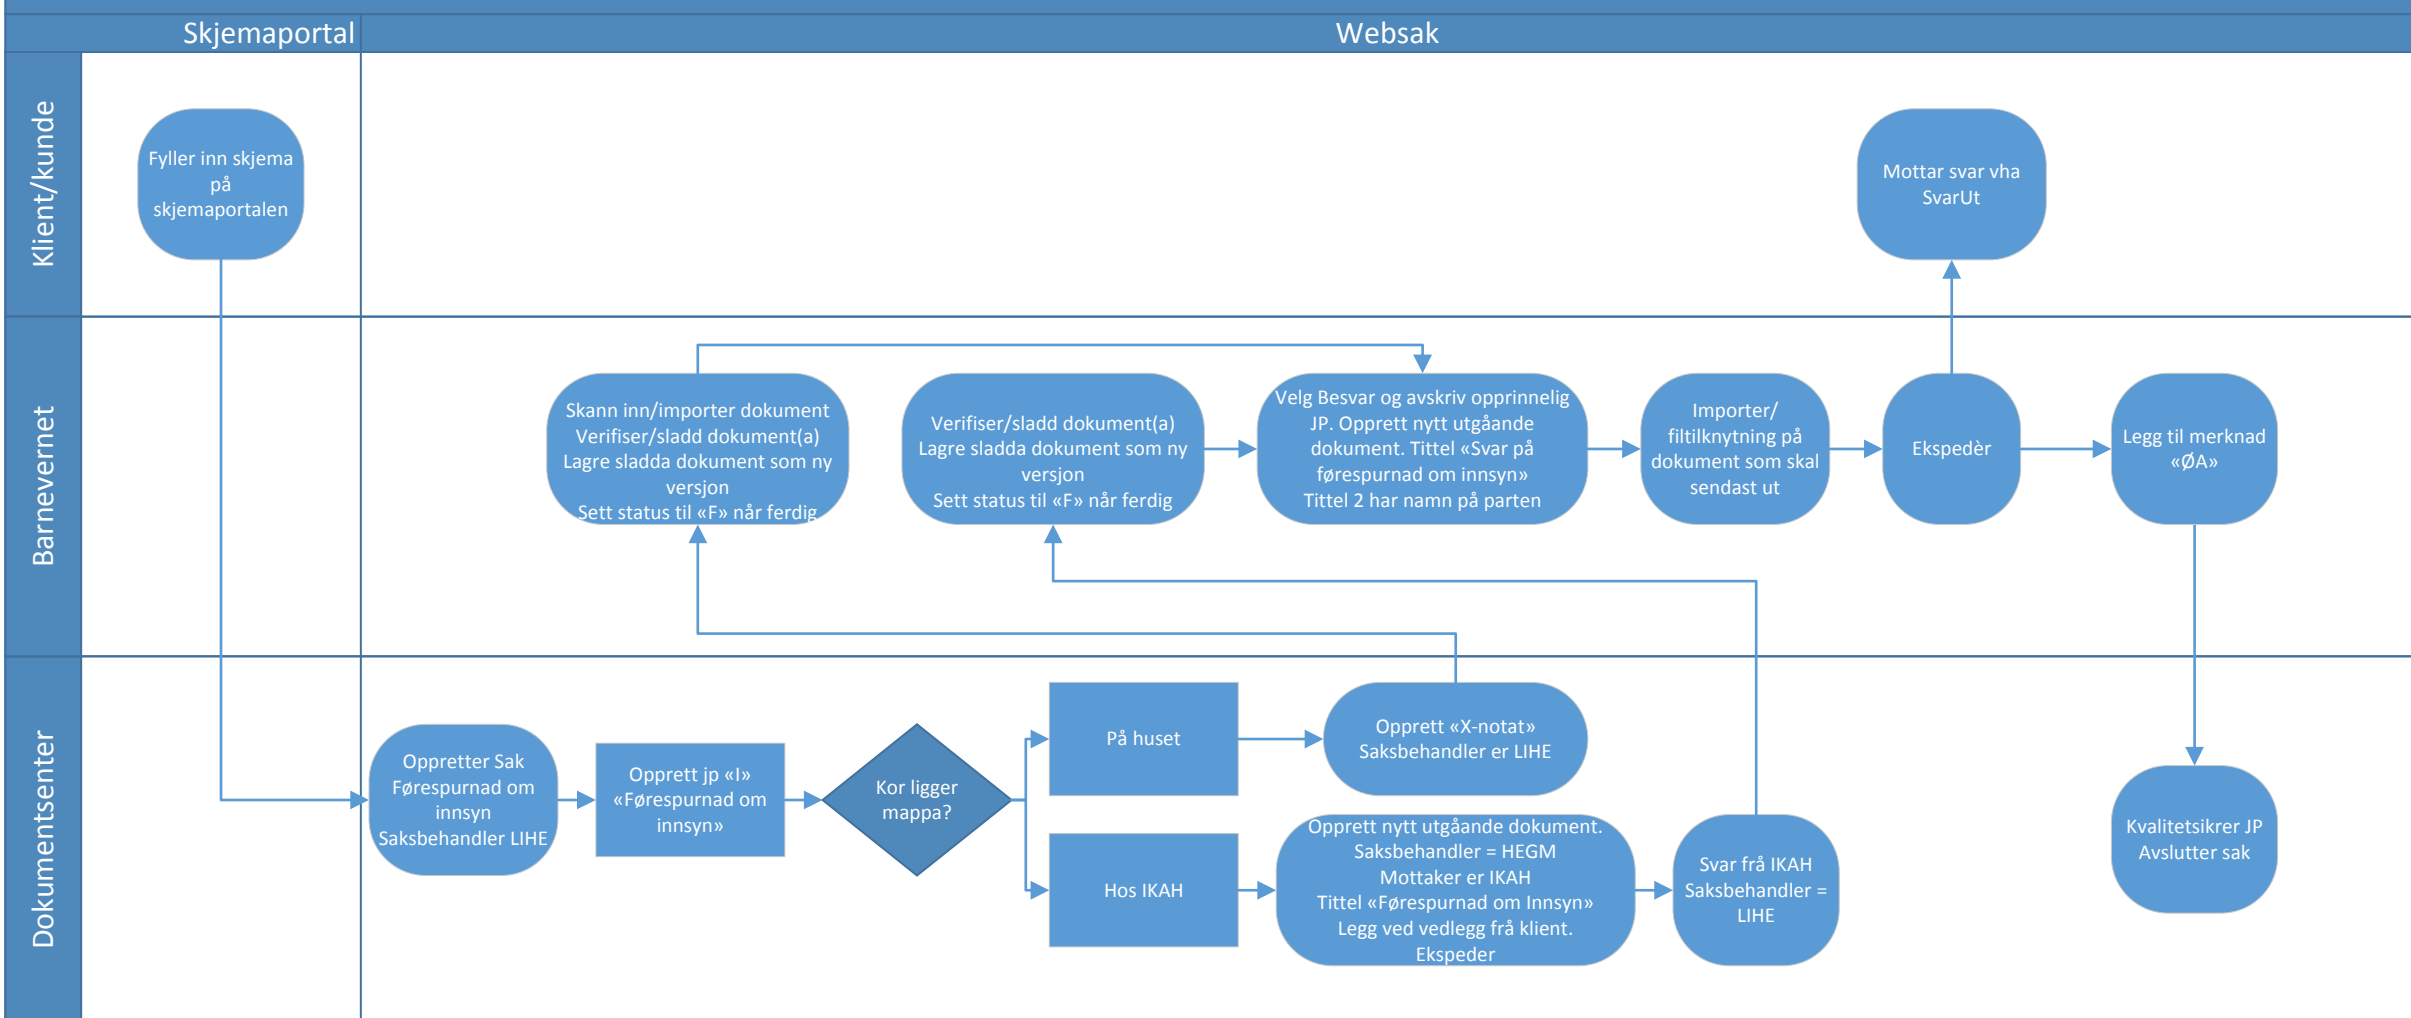 Skjemaportal
Websak
Klient/kunde
Fyller inn skjema
på
skjemaportalen
Mottar svar vha
SvarUt
Barnevernet
Skann inn/importer dokument
Verifiser/sladd dokument(a)
Lagre sladda dokument som ny
versjon
Sett status til «F» når ferdig
Verifiser/sladd dokument(a)
Lagre sladda dokument som ny
versjon
Sett status til «F» når ferdig
Velg Besvar og avskriv opprinnelig
JP. Opprett nytt utgåande
dokument. Tittel «Svar på
førespurnad om innsyn»
Tittel 2 har namn på parten
Importer/
filtilknytning på
dokument som skal
sendast ut
Ekspedèr
Legg til merknad
«ØA»
Dokumentsenter
Oppretter Sak
Førespurnad om
innsyn
Saksbehandler LIHE
Opprett jp «I»
«Førespurnad om
innsyn»
Kor ligger
mappa?
På huset
Opprett «X-notat»
Saksbehandler er LIHE
Hos IKAH
Opprett nytt utgåande dokument.
Saksbehandler = HEGM
Mottaker er IKAH
Tittel «Førespurnad om Innsyn»
Legg ved vedlegg frå klient.
Ekspeder
Svar frå IKAH
Saksbehandler =
LIHE
Kvalitetsikrer JP
Avslutter sak